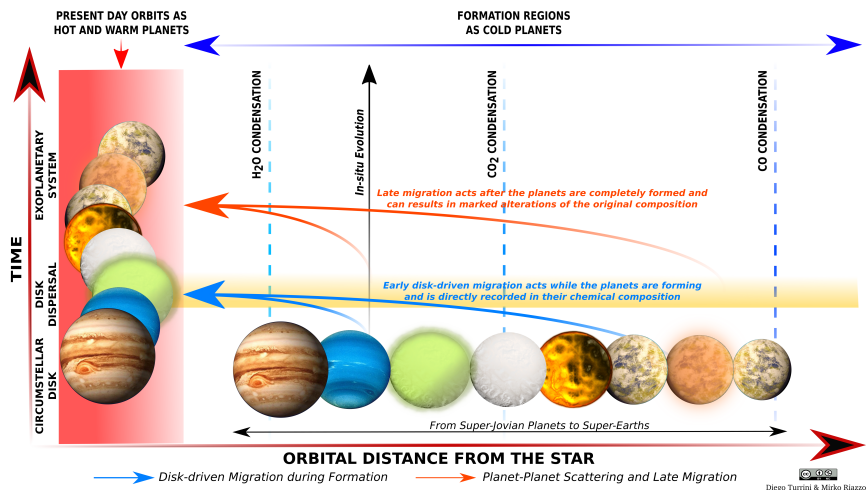 PRESENT DAY ORBITS AS
HOT AND WARM PLANETS
FORMATION REGIONS
AS COLD PLANETS
TIME
EXOPLANETARY
SYSTEM
DISK
DISPERSAL
CIRCUMSTELLAR
DISK
H2O CONDENSATION
In-situ Evolution
CO2 CONDENSATION
CO CONDENSATION
Late migration acts after the planets are completely formed and
can results in marked alterations of the original composition
Early disk-driven migration acts while the planets are forming
and is directly recorded in their chemical composition
From Super-Jovian Planets to Super-Earths
ORBITAL DISTANCE FROM THE STAR
Disk-driven Migration during Formation
Planet-Planet Scattering and Late Migration
Diego Turrini & Mirko Riazzoli